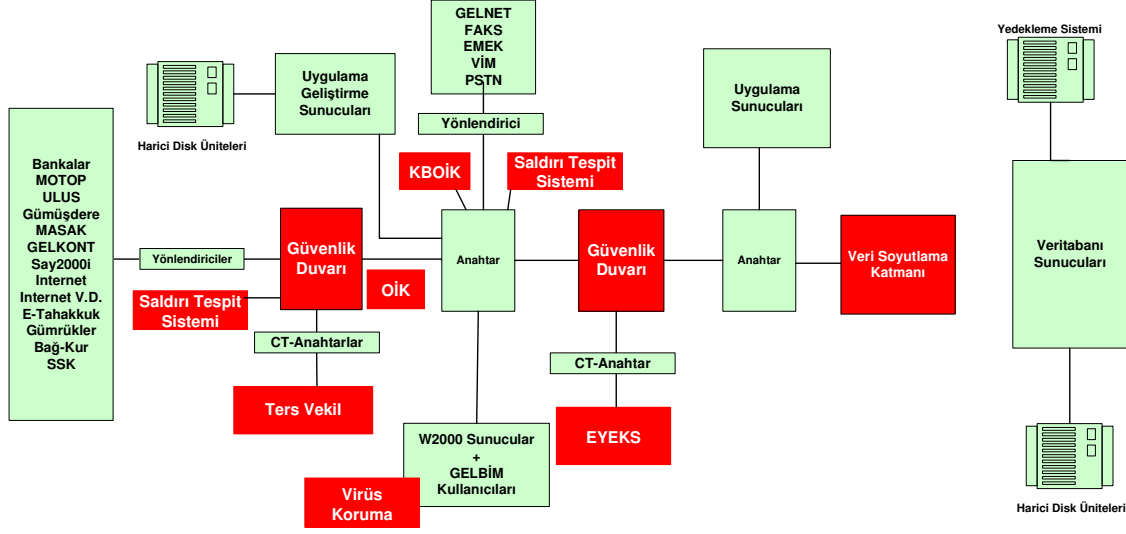 GELNET
FAKS
EMEK
VİM
PSTN
Yedekleme Sistemi
Uygulama
Geliştirme
Sunucuları
Uygulama
Sunucuları
Yönlendirici
Harici Disk Üniteleri
Bankalar
MOTOP
ULUS
Gümüşdere
MASAK
GELKONT
Say2000i
Internet
Internet V.D.
E-Tahakkuk
Gümrükler
Bağ-Kur
SSK
KBOİK
Saldırı Tespit
Sistemi
Yönlendiriciler
Güvenlik
Duvarı
OİK
Anahtar
Güvenlik
Duvarı
Anahtar
Veri Soyutlama
Katmanı
Veritabanı
Sunucuları
Saldırı Tespit
Sistemi
CT-Anahtarlar
CT-Anahtar
Ters Vekil
EYEKS
W2000 Sunucular
+
GELBİM
Kullanıcıları
Virüs
Koruma
Harici Disk Üniteleri